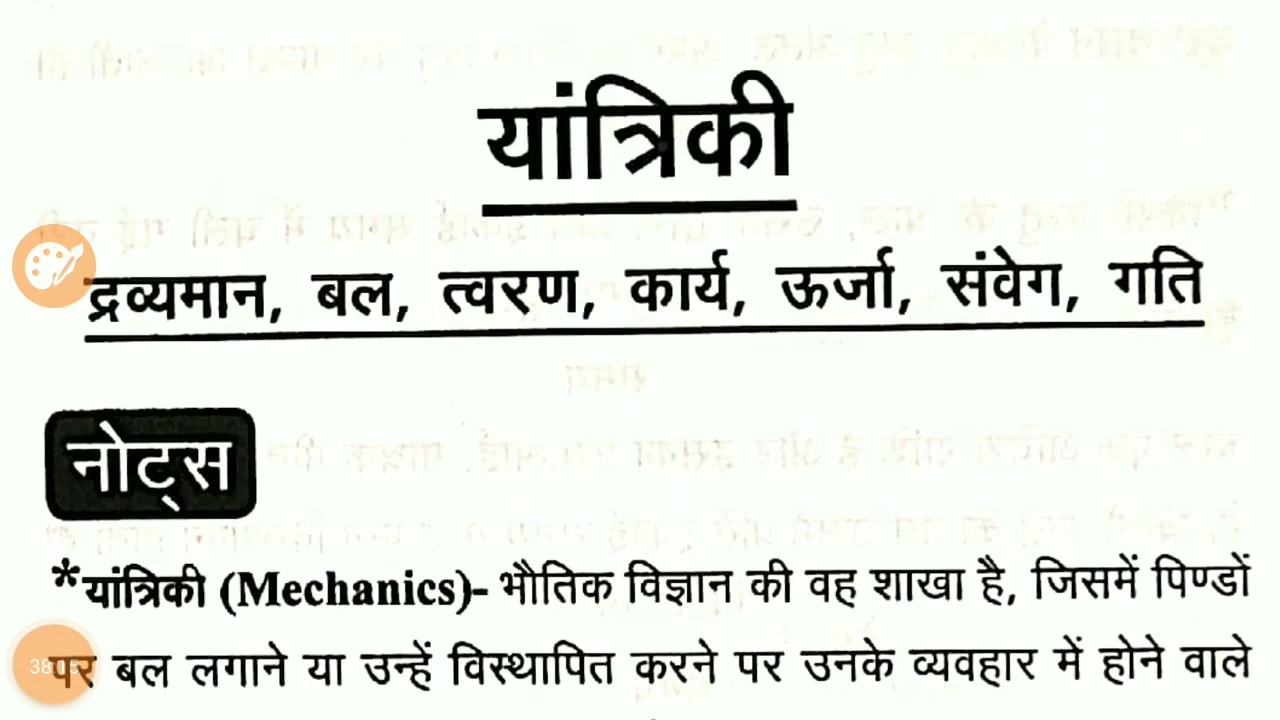 यांत्रिकी
द्रव्यमान, बल, त्वरण, कार्य, ऊर्जा, संवेग, गति
नोट्स
*यांत्रिकी (Mechanics)- भौतिक विज्ञान की वह शाखा है, जिसमें पिण्डों
पर बल लगाने या उन्हें विस्थापित करने पर उनके व्यवहार में होने वाले